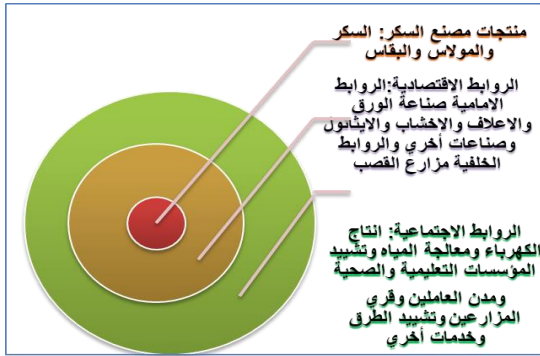 منتجات مصنع السكر: السكر
والمولاس والبقاس
الروابط الاقتصادية:الروابط
الامامية صناعة الورق
والاعلاف والاخشاب والايثانول
وصناعات أخري والروابط
الخلفية مزارع القصب
الروابط الاجتماعية: انتاج
الكهرباء ومعالجة المياه وتشييد
المؤسسات التعليمية والصحية
ومدن العاملين وقري
المزارعين وتشييد الطرق
وخدمات أخري